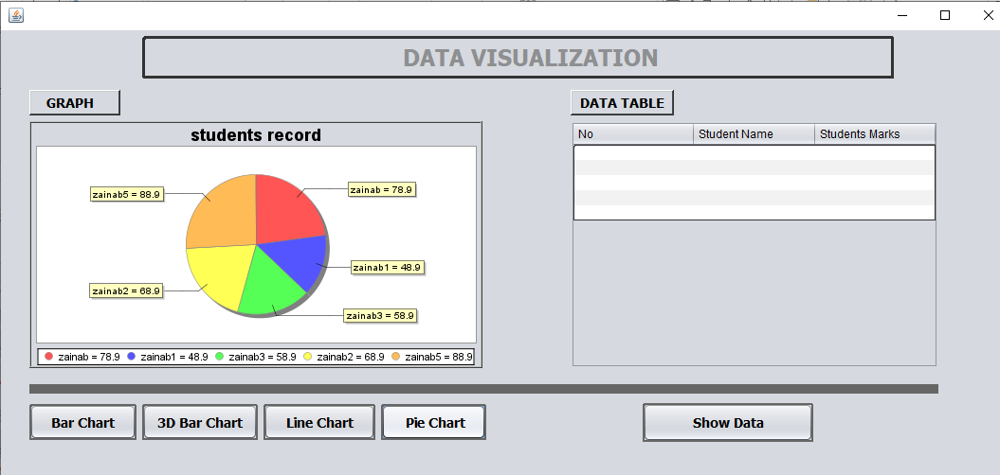 DATA VISUALIZATION
GRAPH
DATA TABLE
students record
No Student Name Students Marks
zainab5 = 88.9
zainab = 78.9
zainab1 = 48.9
zainab2 = 68.9
zainab3 = 58.9
zainab = 78.9 zainab1 = 48.9 zainab3 = 58.9 zainab2 = 68.9 zainab5 = 88.9
Bar Chart 3D Bar Chart Line Chart Pie Chart Show Data